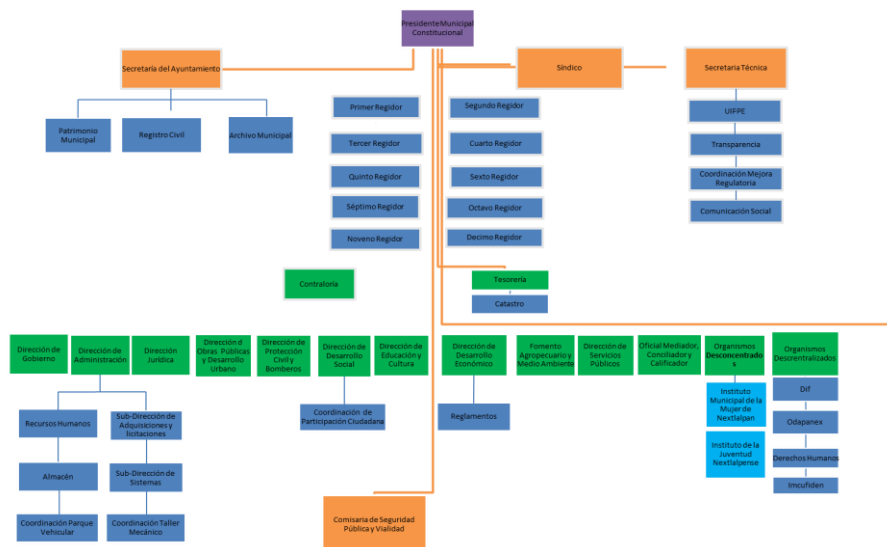 Presidente Municipal
Constitucional
Secretaría del Ayuntamiento
Síndico
Secretaria Técnica
Patrimonio
Municipal
Registro Civil
Archivo Municipal
Primer Regidor
Segundo Regidor
Tercer Regidor
Cuarto Regidor
Quinto Regidor
Sexto Regidor
Séptimo Regidor
Octavo Regidor
Noveno Regidor
Decimo Regidor
UIPPE
Transparencia
Coordinación Mejora
Regulatoria
Comunicación Social
Contraloría
Tesorería
Catastro
Dirección de
Gobierno
Dirección de
Administración
Dirección
Jurídica
Dirección d
Obras Públicas
y Desarrollo
Urbano
Dirección de
Protección
Civil y
Bomberos
Dirección de
Desarrollo
Social
Dirección de
Educación y
Cultura
Dirección de
Desarrollo
Económico
Fomento
Agropecuario y
Medio Ambiente
Dirección de
Servicios
Públicos
Oficial Mediador,
Conciliador y
Calificador
Organismos
Desconcentrad
os
Organismos
Descrentralizados
Recursos Humanos
Sub-Dirección de
Adquisiciones y
licitaciones
Coordinación de
Participación Ciudadana
Reglamentos
Instituto
Municipal de la
Mujer de
Nextlalpan
Instituto de la
Juventud
Nextlalpense
Dif
Odapanex
Derechos Humanos
Imcufiden
Almacén
Sub-Dirección de
Sistemas
Coordinación Parque
Vehicular
Coordinación Taller
Mecánico
Comisaria de Seguridad
Pública y Vialidad